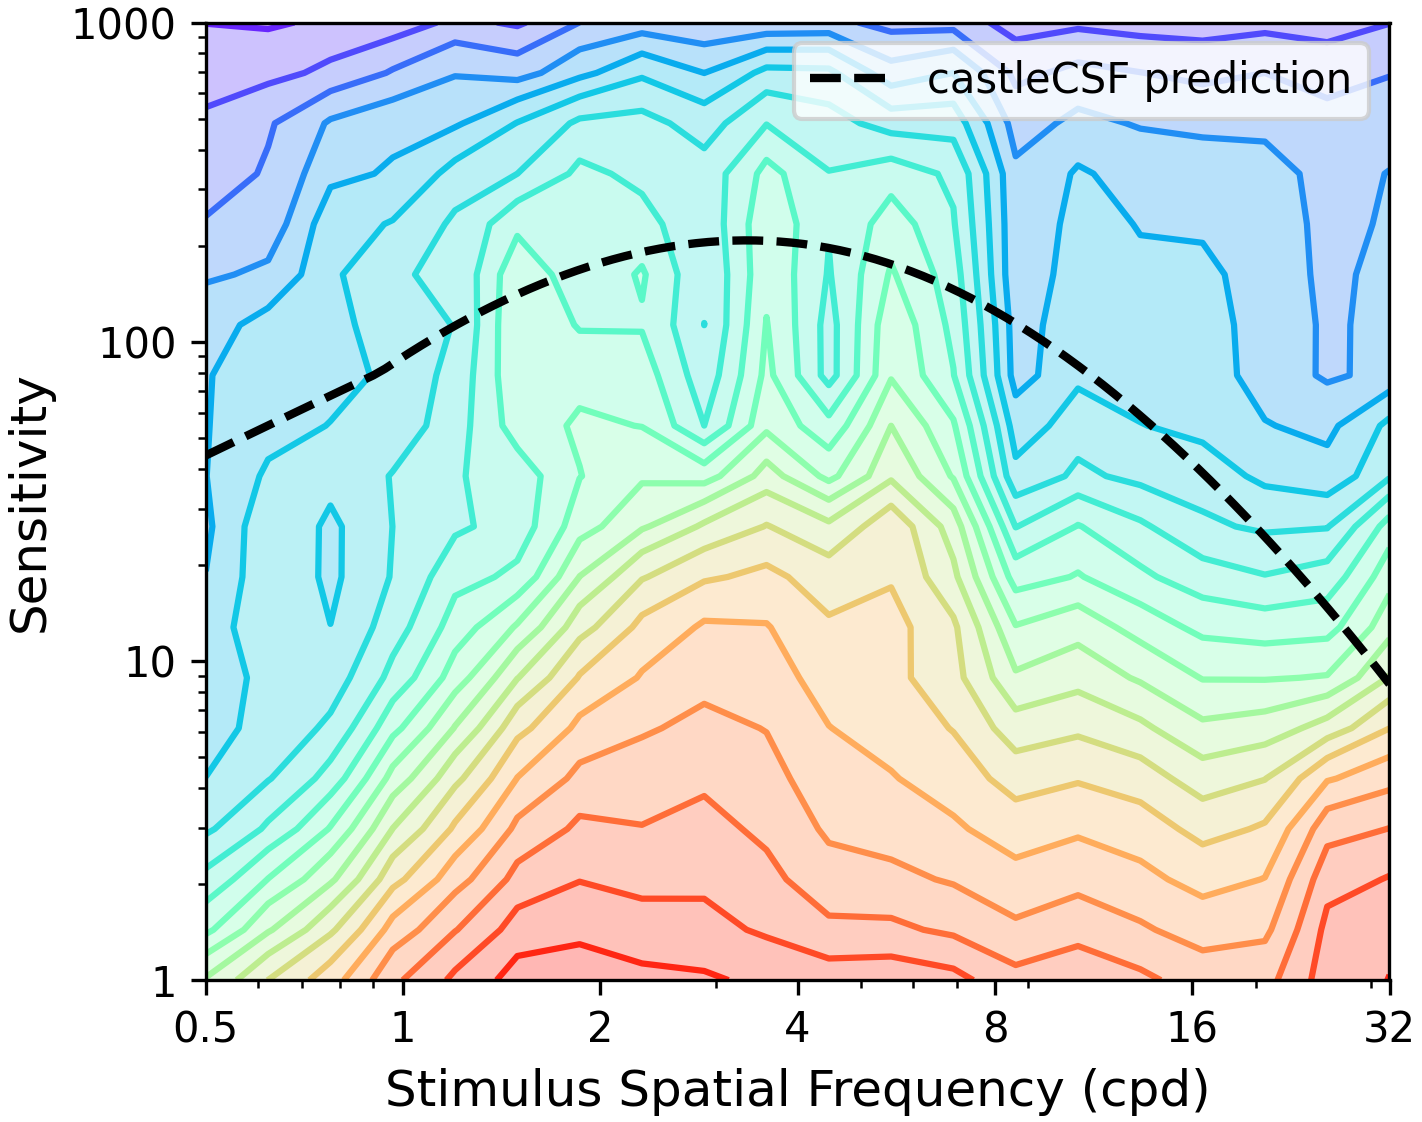 1000
100
10
1
Sensitivity
castleCSF prediction
0.5 1 2 4 8 16 32
Stimulus Spatial Frequency (cpd)